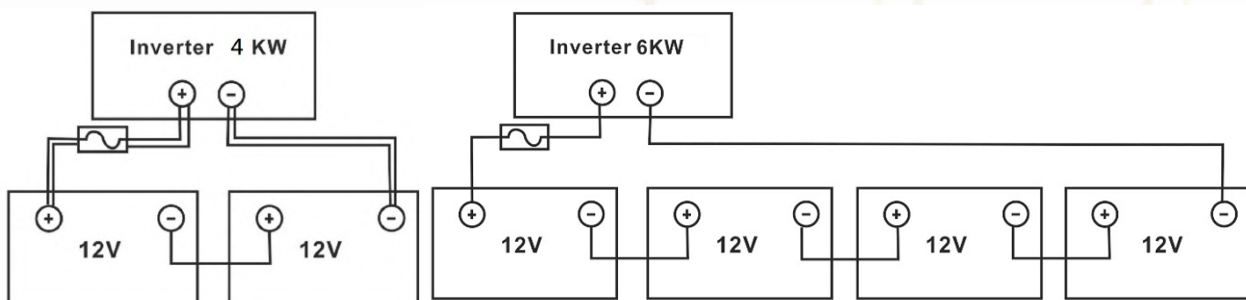 Inverter 4 KW
+ −
+ − + −
12V 12V
Inverter 6KW
+ −
+ − + − + − + −
12V 12V 12V 12V